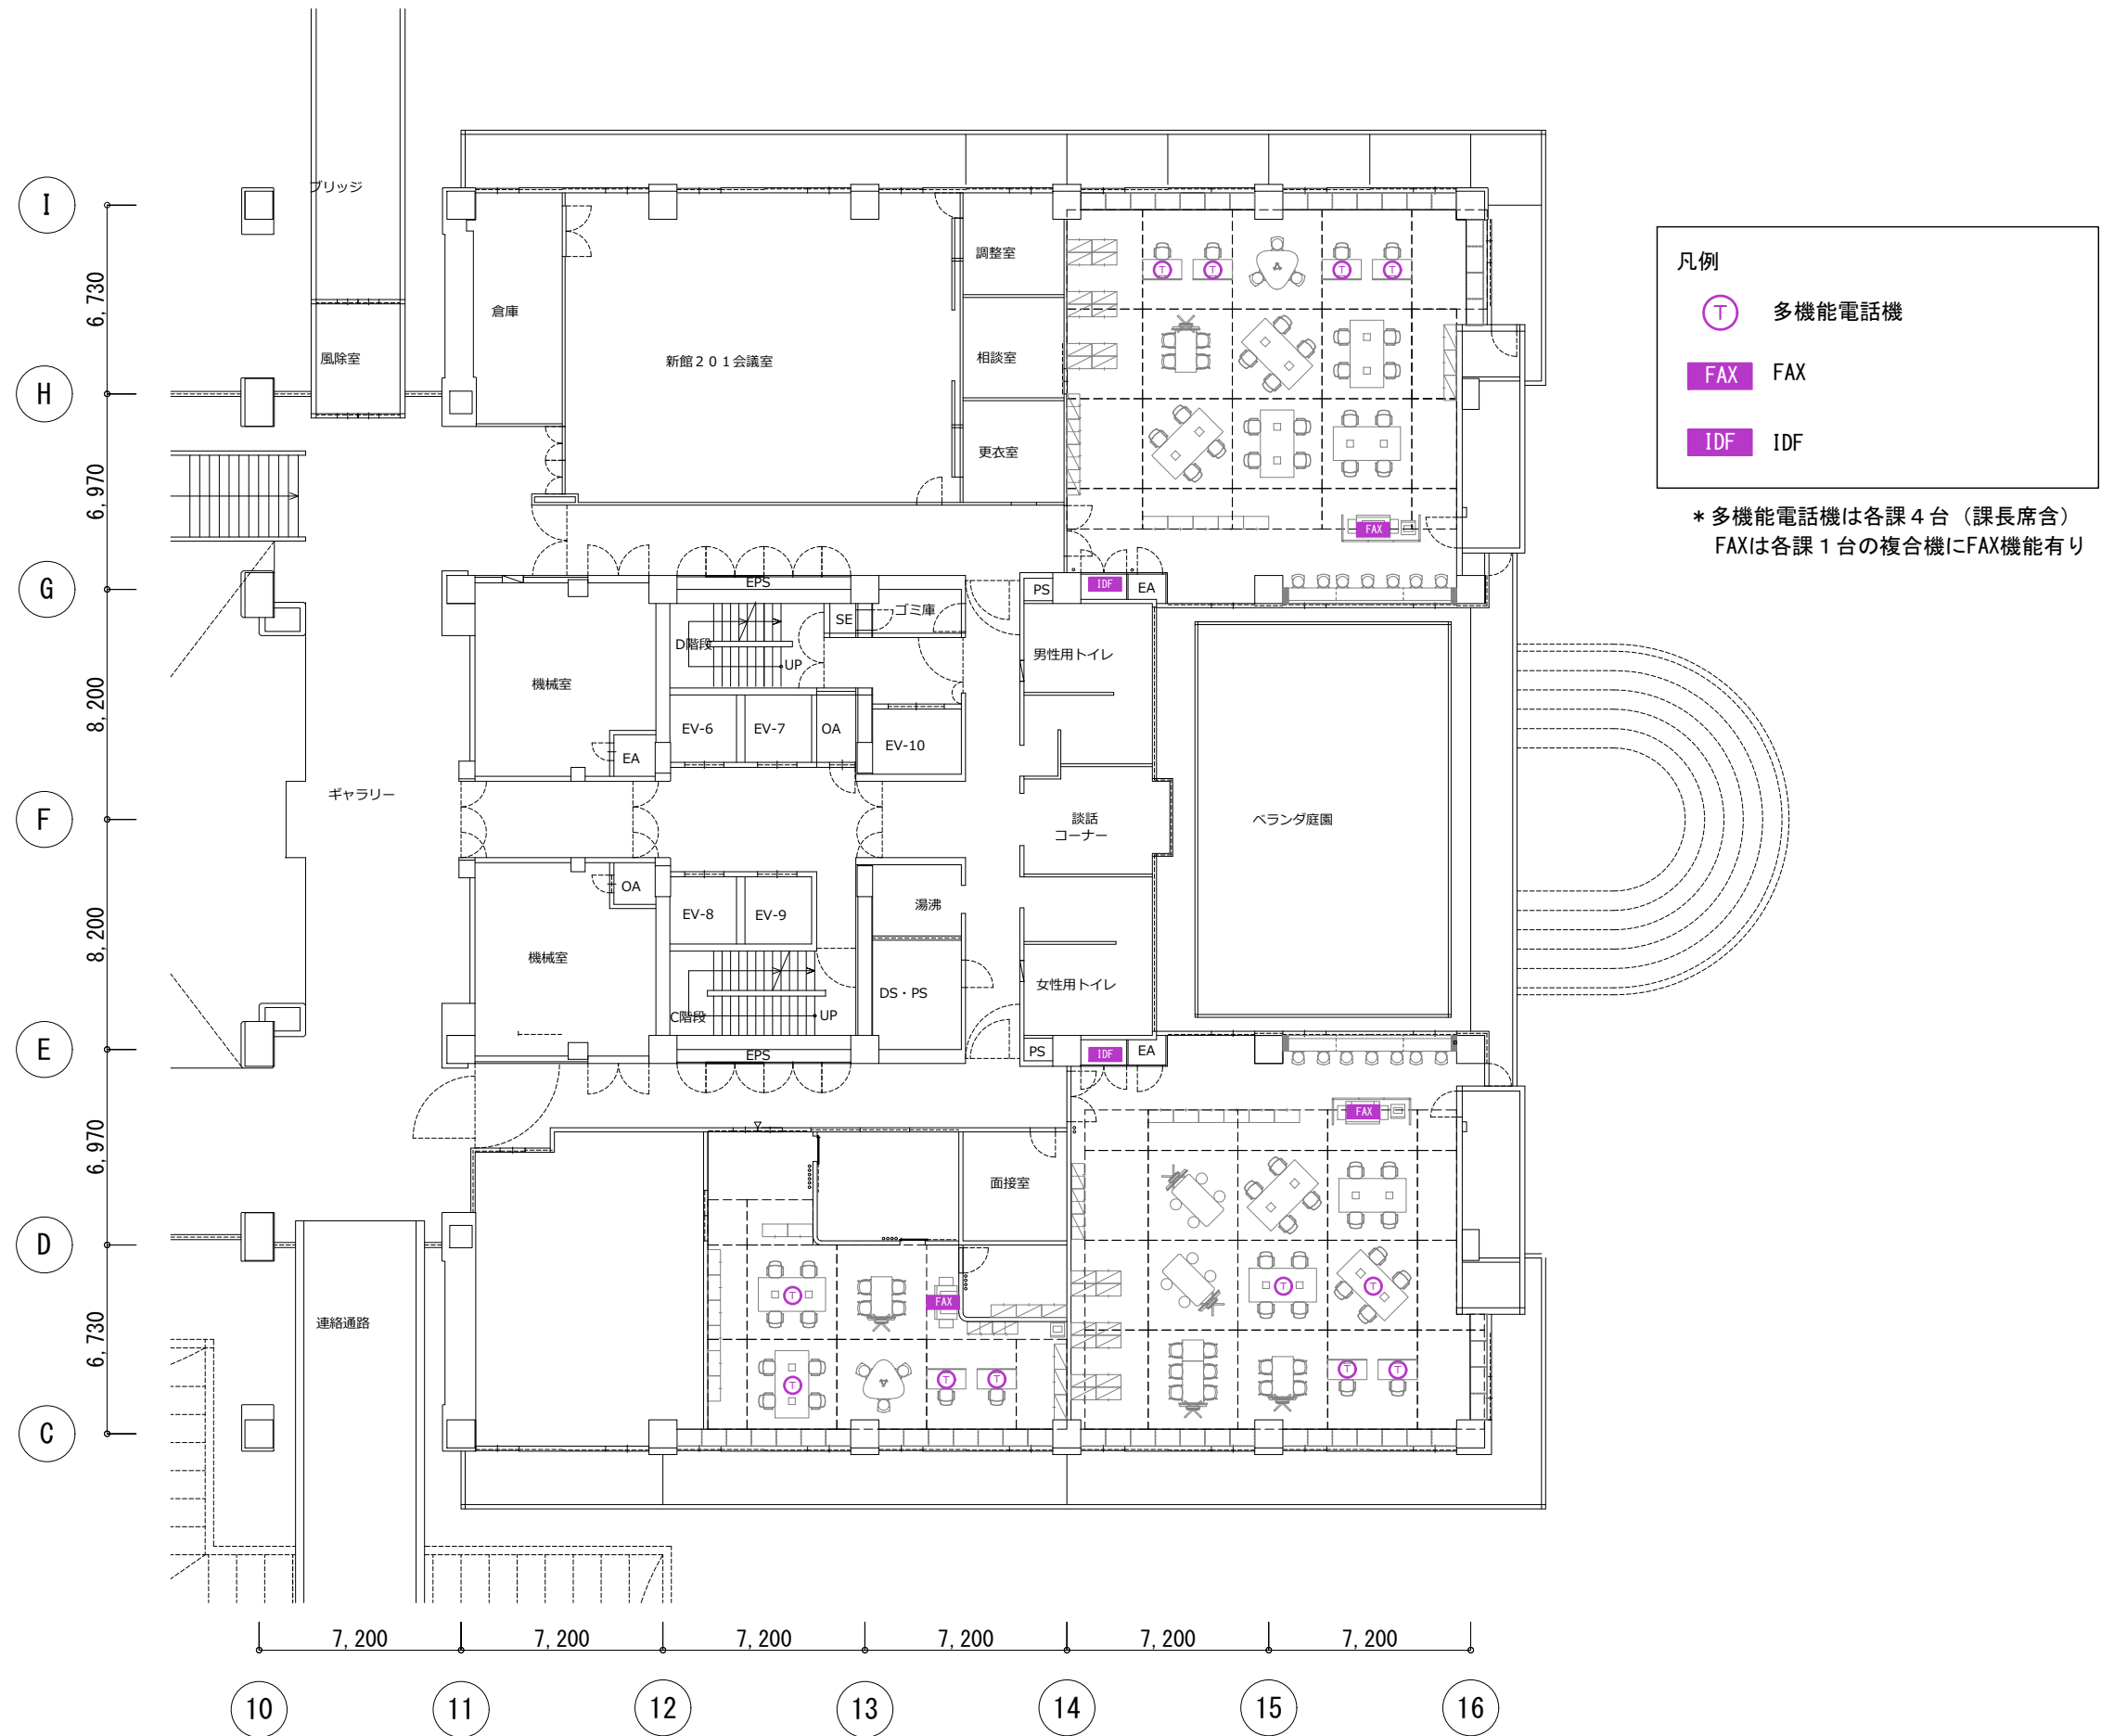 ブリッジ
I
凡例
調整室
T
T
T
T
6,730
倉庫
T
多機能電話機
風除室
新館201会議室
相談室
FAX
FAX
H
IDF
IDF
更衣室
6,970
*多機能電話機は各課4台（課長席含）
FAXは各課1台の複合機にFAX機能有り
FAX
G
EPS
PS
IDF
EA
SE
ゴミ庫
D階段
UP
男性用トイレ
機械室
8,200
EV-6
EV-7
OA
EV-10
EA
ギャラリー
F
談話
コーナー
ベランダ庭園
OA
EV-8
EV-9
湯沸
8,200
機械室
DS・PS
女性用トイレ
C階段
UP
E
EPS
PS
IDF
EA
FAX
6,970
面接室
D
T
FAX
T
T
連絡通路
6,730
T
T
T
T
T
C
7,200
7,200
7,200
7,200
7,200
7,200
10
11
12
13
14
15
16